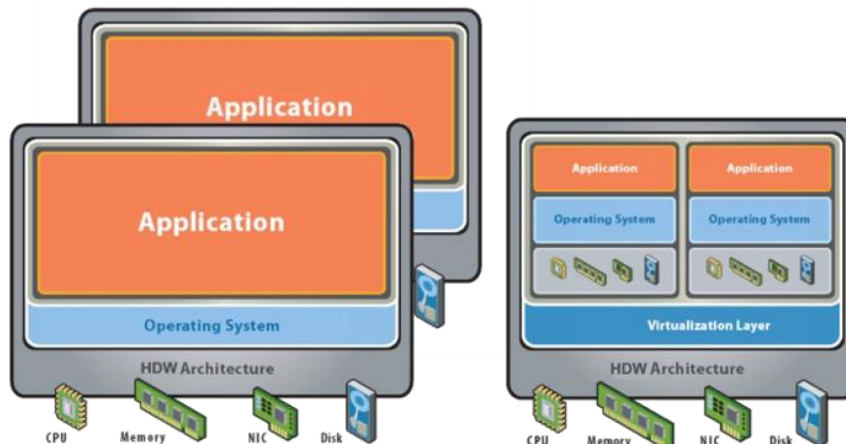 Application
Application
Operating System
HDW Architecture
CPU Memory NIC Disk
Application Application
Operating System Operating System
Virtualization Layer
HDW Architecture
CPU Memory NIC Disk